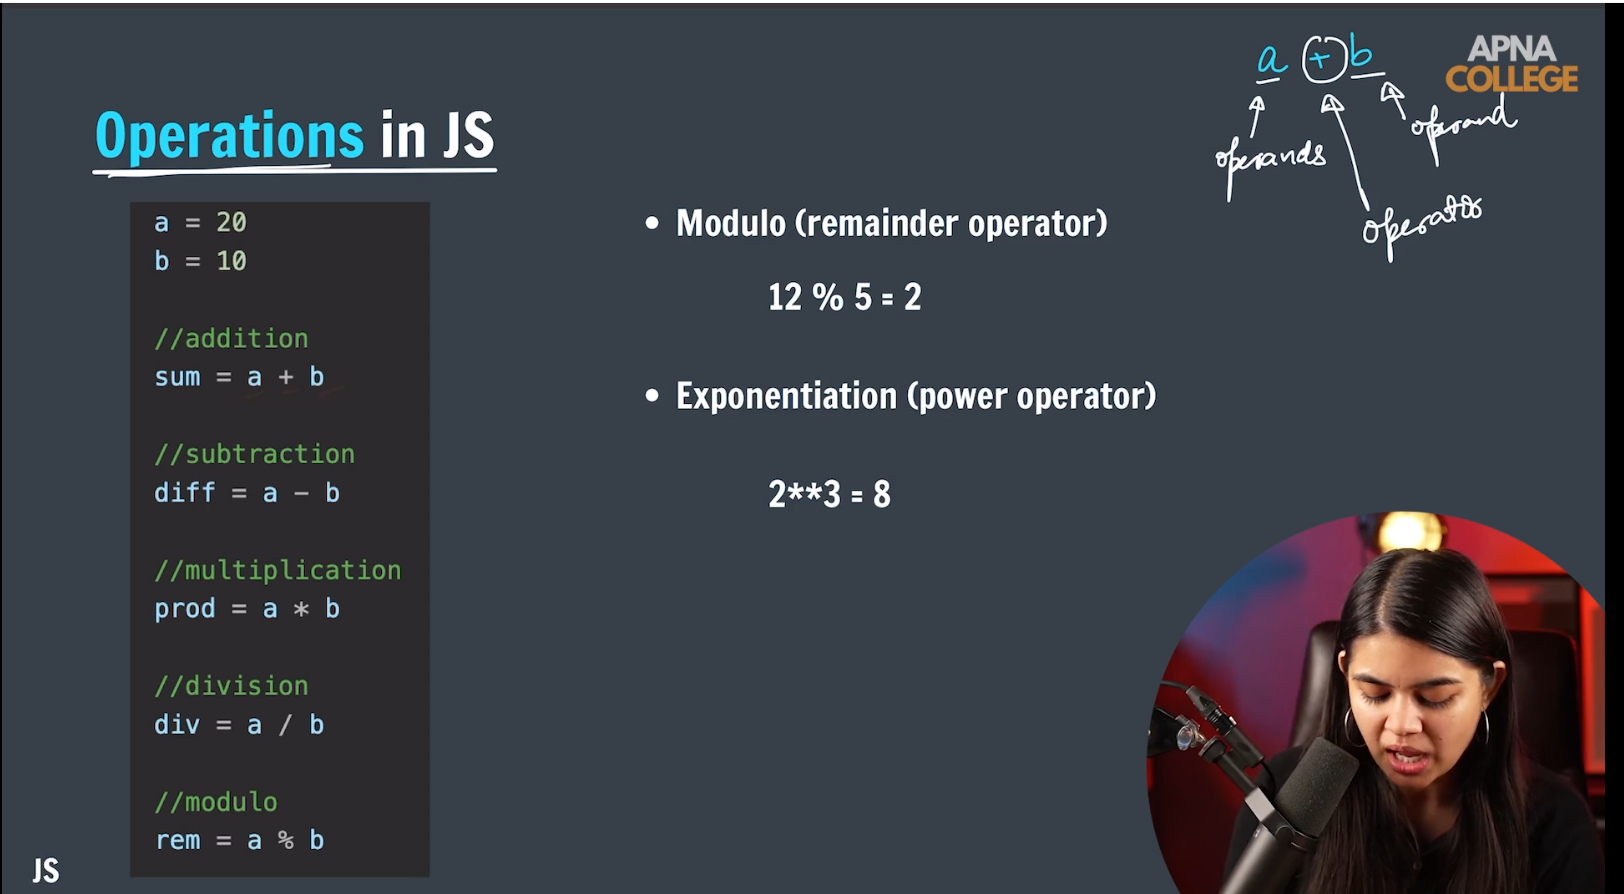 a + b
APNA
COLLEGE
operands
operand
operator
Operations in JS
a = 20
b = 10
//addition
sum = a + b
//subtraction
diff = a - b
//multiplication
prod = a * b
//division
div = a / b
//modulo
rem = a % b
• Modulo (remainder operator)
12 % 5 = 2
• Exponentiation (power operator)
2**3 = 8
JS